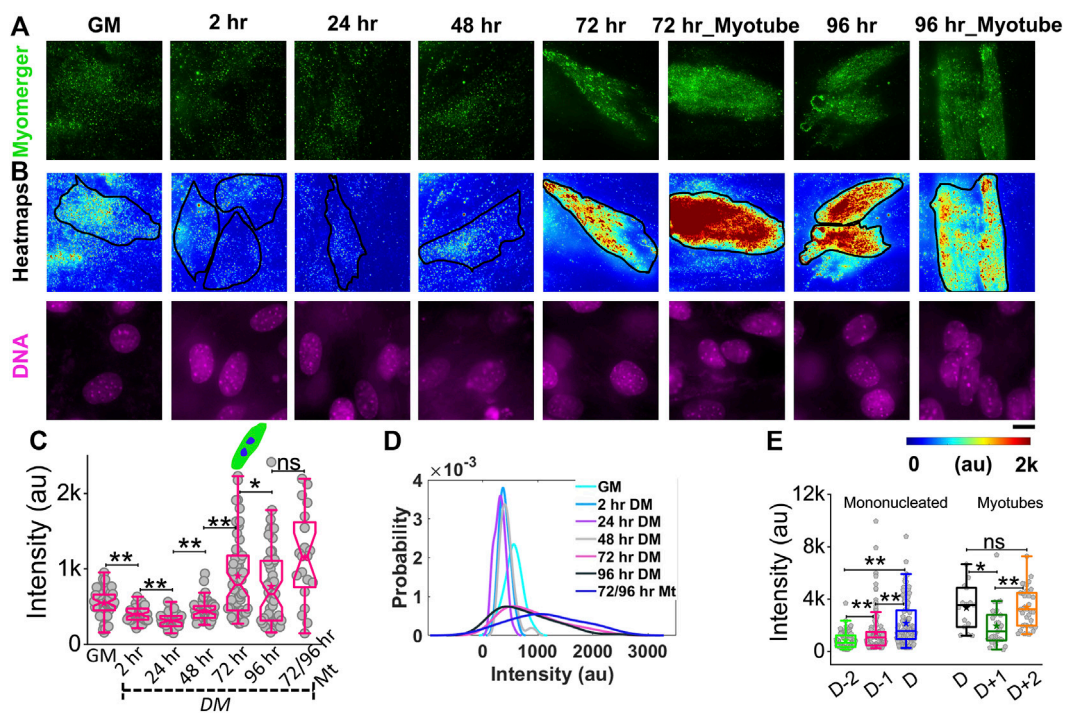 A
GM
2 hr
24 hr
48 hr
72 hr
72 hr_Myotube
96 hr
96 hr_Myotube
Myomerger
B
Heatmaps
DNA
0
(au)
2k
C
Intensity (au)
2k
1k
0
**
**
**
**
*
ns
GM
2 hr
24 hr
48 hr
72 hr
96 hr
72/96 hr
Mt
DM
D
×10⁻³
Probability
4
3
2
1
0
GM
2 hr DM
24 hr DM
48 hr DM
72 hr DM
96 hr DM
72/96 hr Mt
0
1000
2000
3000
Intensity (au)
E
Intensity (au)
12k
8k
4k
0
Mononucleated
Myotubes
**
**
**
ns
*
**
D-2
D-1
D
D
D+1
D+2